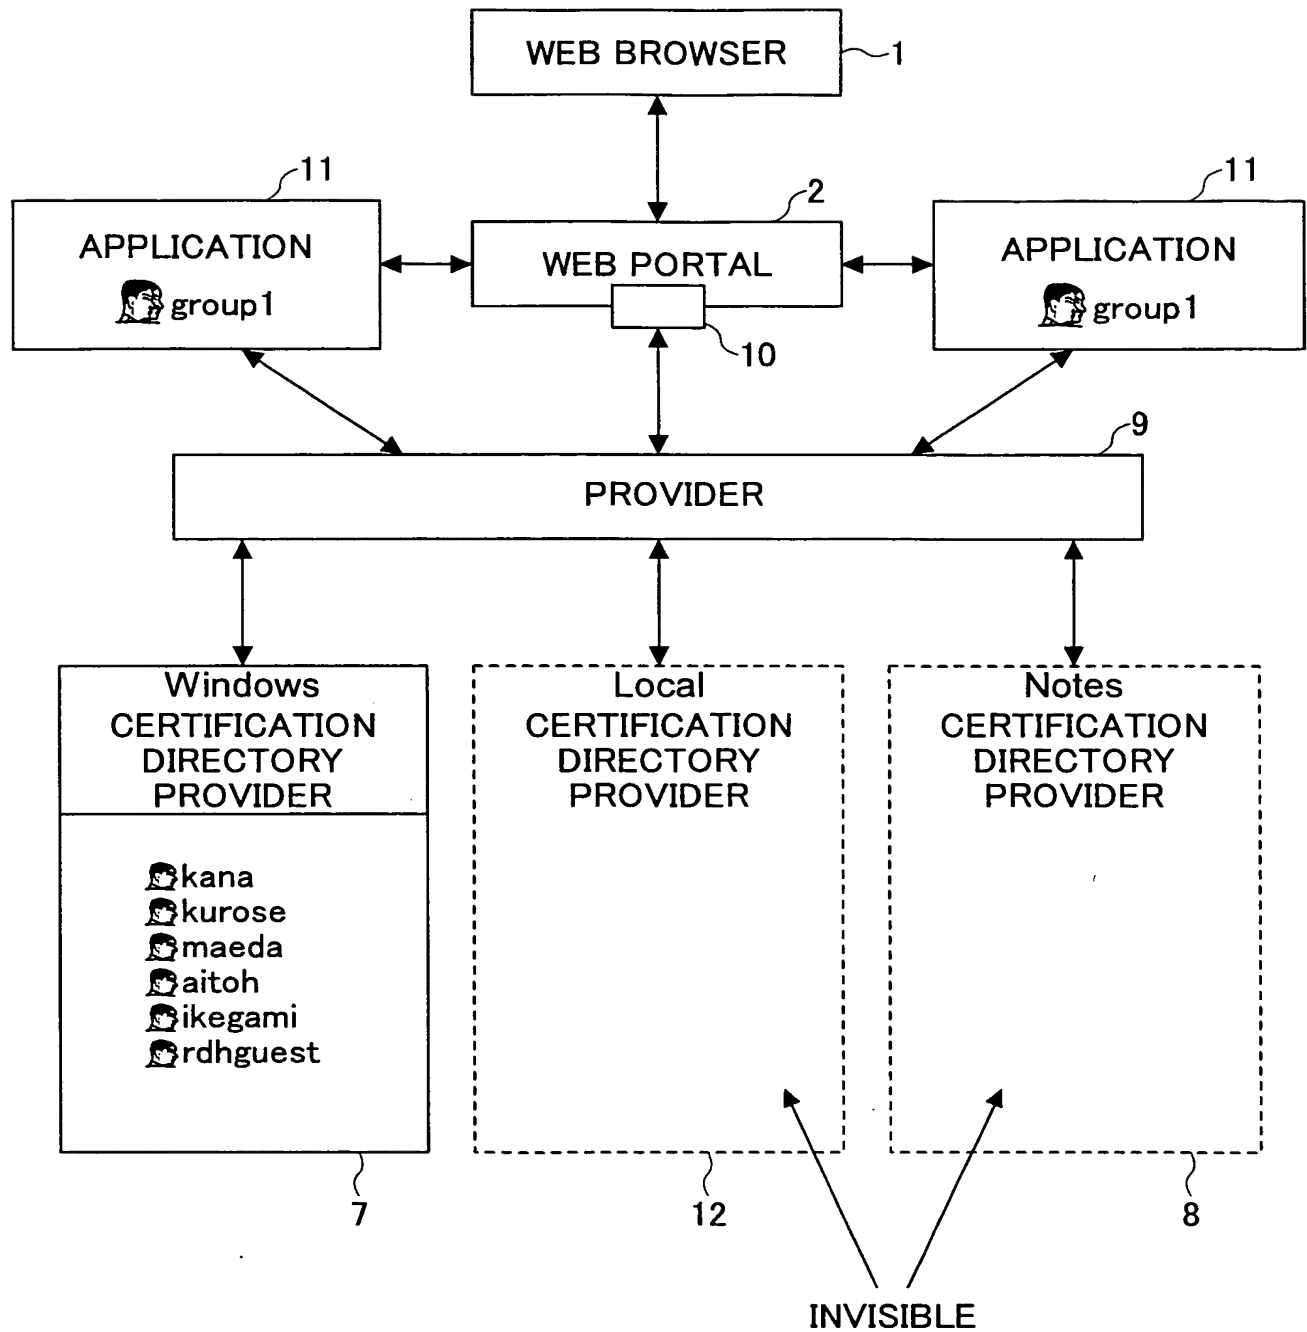 WEB BROWSER
1
11
2
11
APPLICATION
group1
WEB PORTAL
APPLICATION
group1
10
9
PROVIDER
Windows
CERTIFICATION
DIRECTORY
PROVIDER
Local
CERTIFICATION
DIRECTORY
PROVIDER
Notes
CERTIFICATION
DIRECTORY
PROVIDER
kana
kurose
maeda
aitoh
ikegami
rdhguest
7
12
8
INVISIBLE